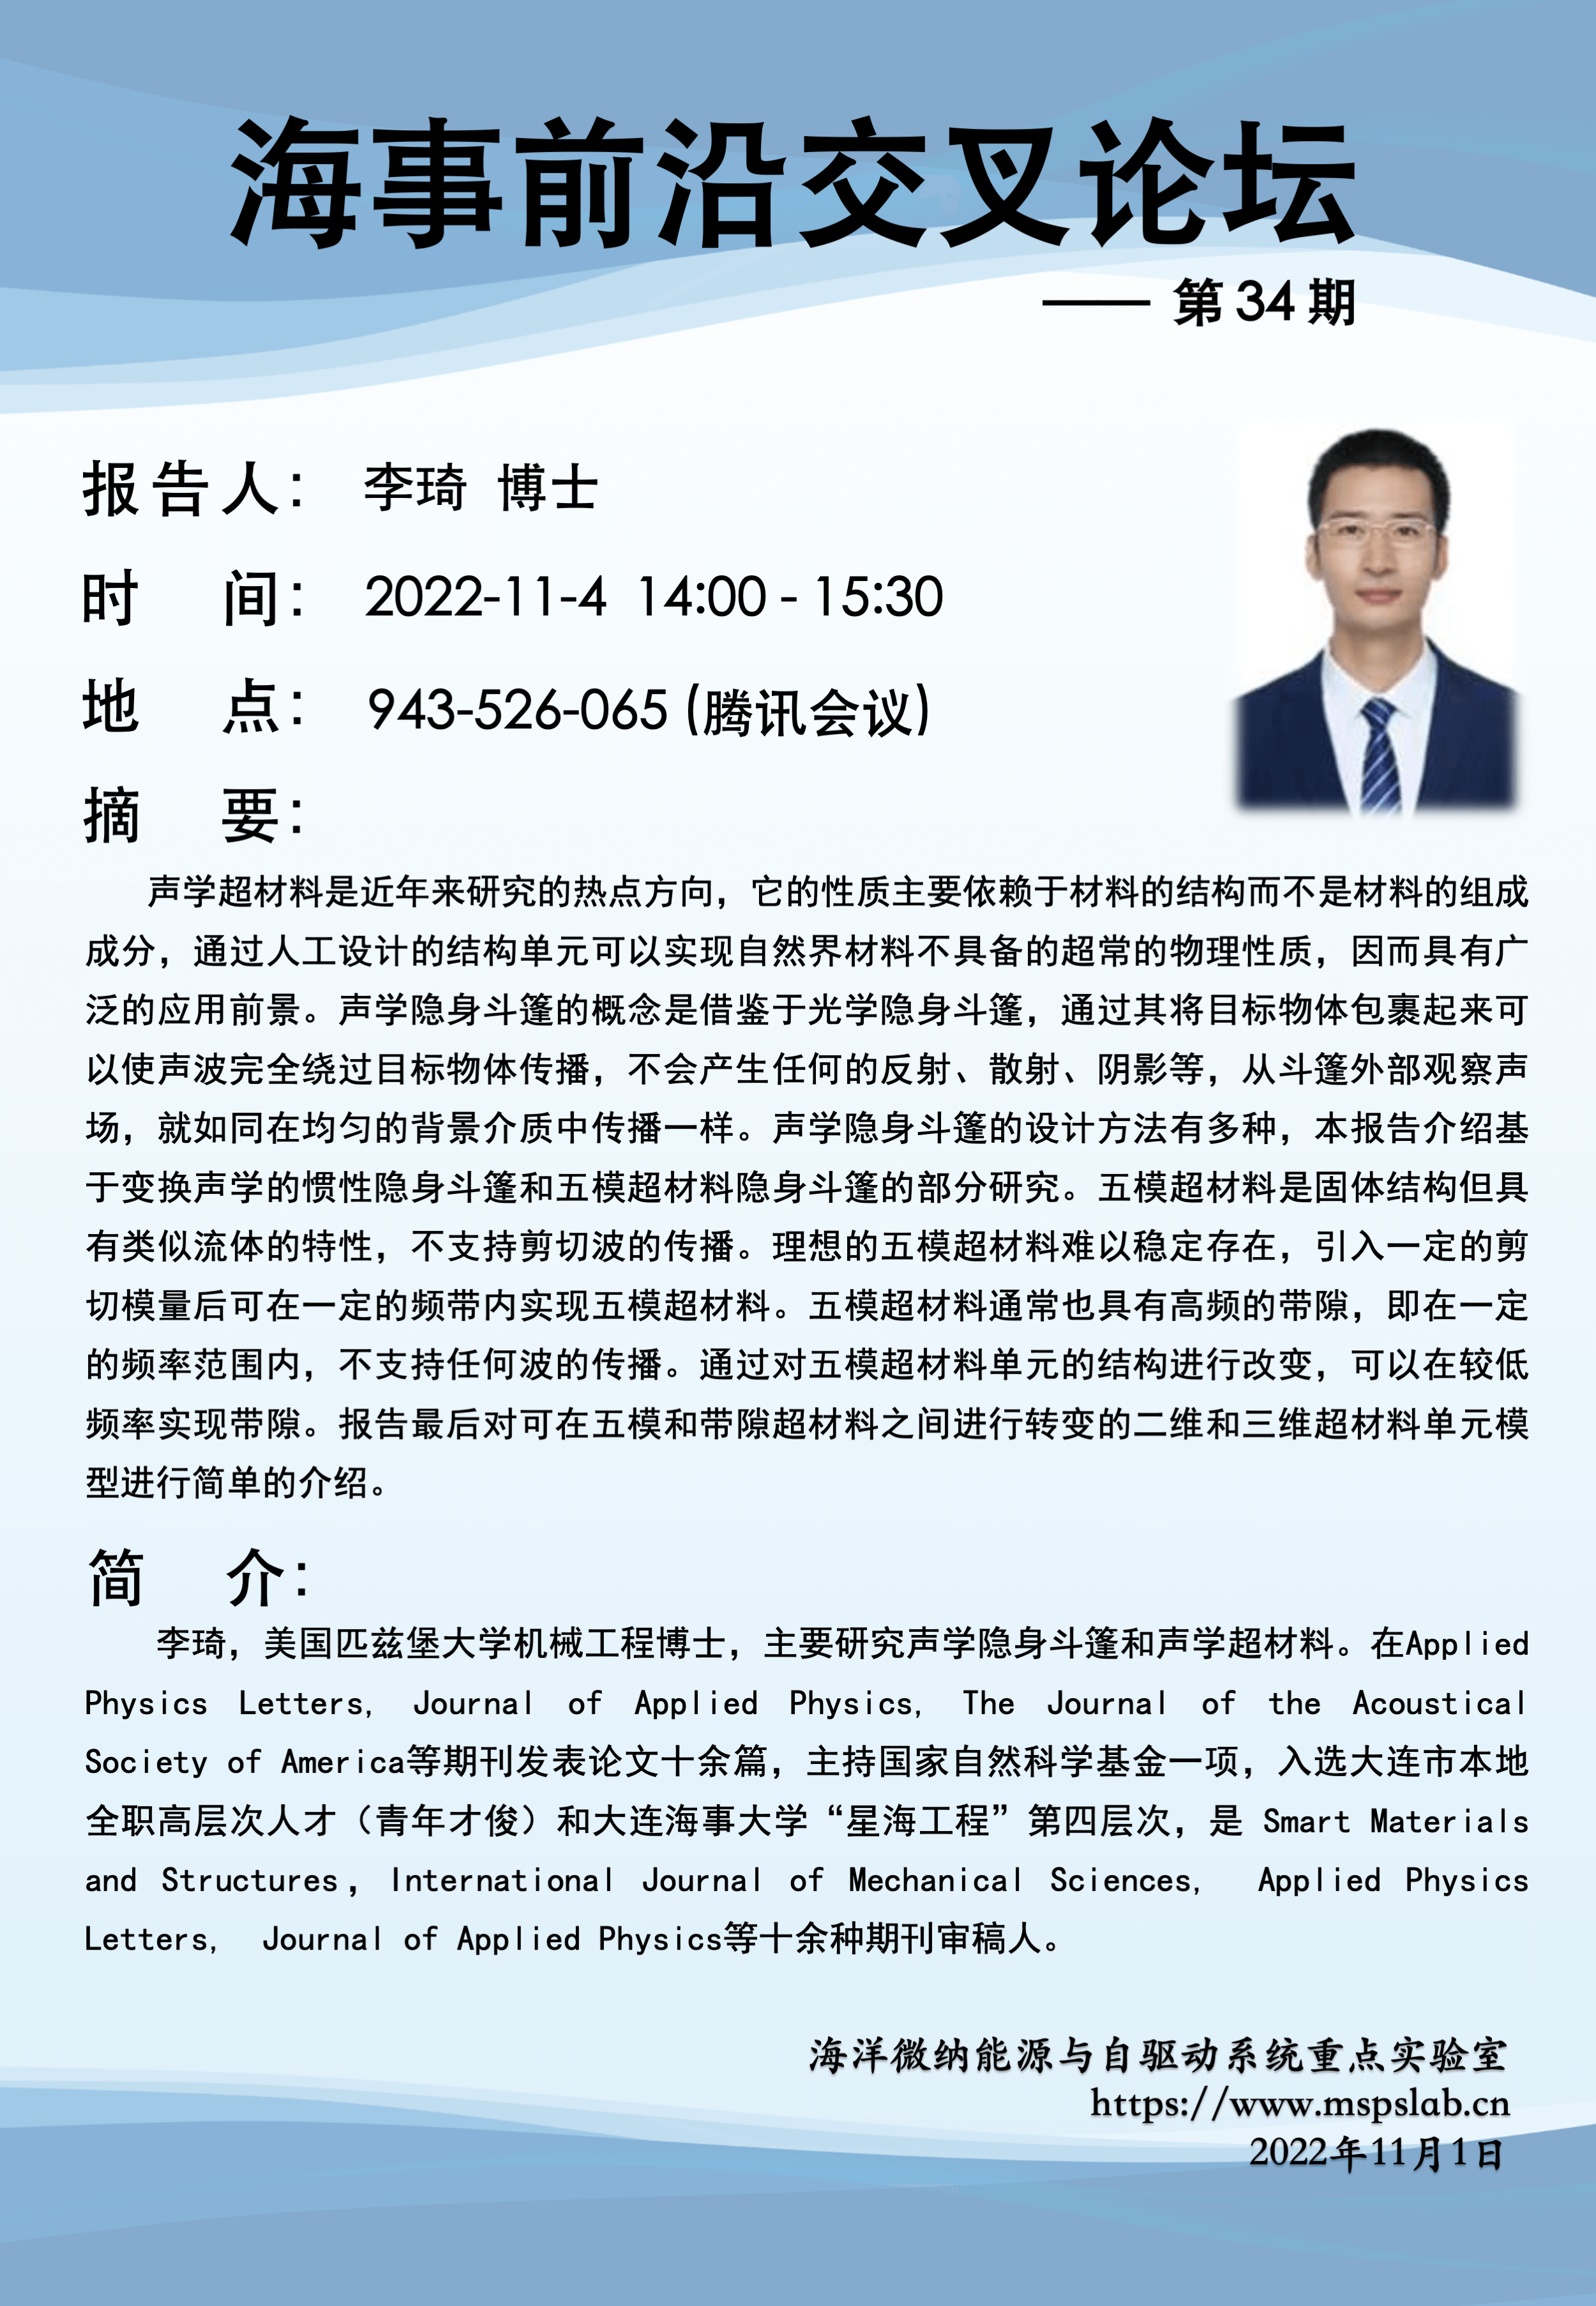 海事前沿交叉论坛
—— 第 34 期
报告人： 李琦 博士
时 间： 2022-11-4 14:00 - 15:30
地 点： 943-526-065 (腾讯会议)
摘 要：
声学超材料是近年来研究的热点方向，它的性质主要依赖于材料的结构而不是材料的组成
成分，通过人工设计的结构单元可以实现自然界材料不具备的超常的物理性质，因而具有广
泛的应用前景。声学隐身斗篷的概念是借鉴于光学隐身斗篷，通过其将目标物体包裹起来可
以使声波完全绕过目标物体传播，不会产生任何的反射、散射、阴影等，从斗篷外部观察声
场，就如同在均匀的背景介质中传播一样。声学隐身斗篷的设计方法有多种，本报告介绍基
于变换声学的惯性隐身斗篷和五模超材料隐身斗篷的部分研究。五模超材料是固体结构但具
有类似流体的特性，不支持剪切波的传播。理想的五模超材料难以稳定存在，引入一定的剪
切模量后可在一定的频带内实现五模超材料。五模超材料通常也具有高频的带隙，即在一定
的频率范围内，不支持任何波的传播。通过对五模超材料单元的结构进行改变，可以在较低
频率实现带隙。报告最后对可在五模和带隙超材料之间进行转变的二维和三维超材料单元模
型进行简单的介绍。
简 介：
李琦，美国匹兹堡大学机械工程博士，主要研究声学隐身斗篷和声学超材料。在Applied
Physics Letters, Journal of Applied Physics, The Journal of the Acoustical
Society of America等期刊发表论文十余篇，主持国家自然科学基金一项，入选大连市本地
全职高层次人才（青年才俊）和大连海事大学“星海工程”第四层次，是 Smart Materials
and Structures，International Journal of Mechanical Sciences, Applied Physics
Letters, Journal of Applied Physics等十余种期刊审稿人。
海洋微纳能源与自驱动系统重点实验室
https://www.mspslab.cn
2022年11月1日